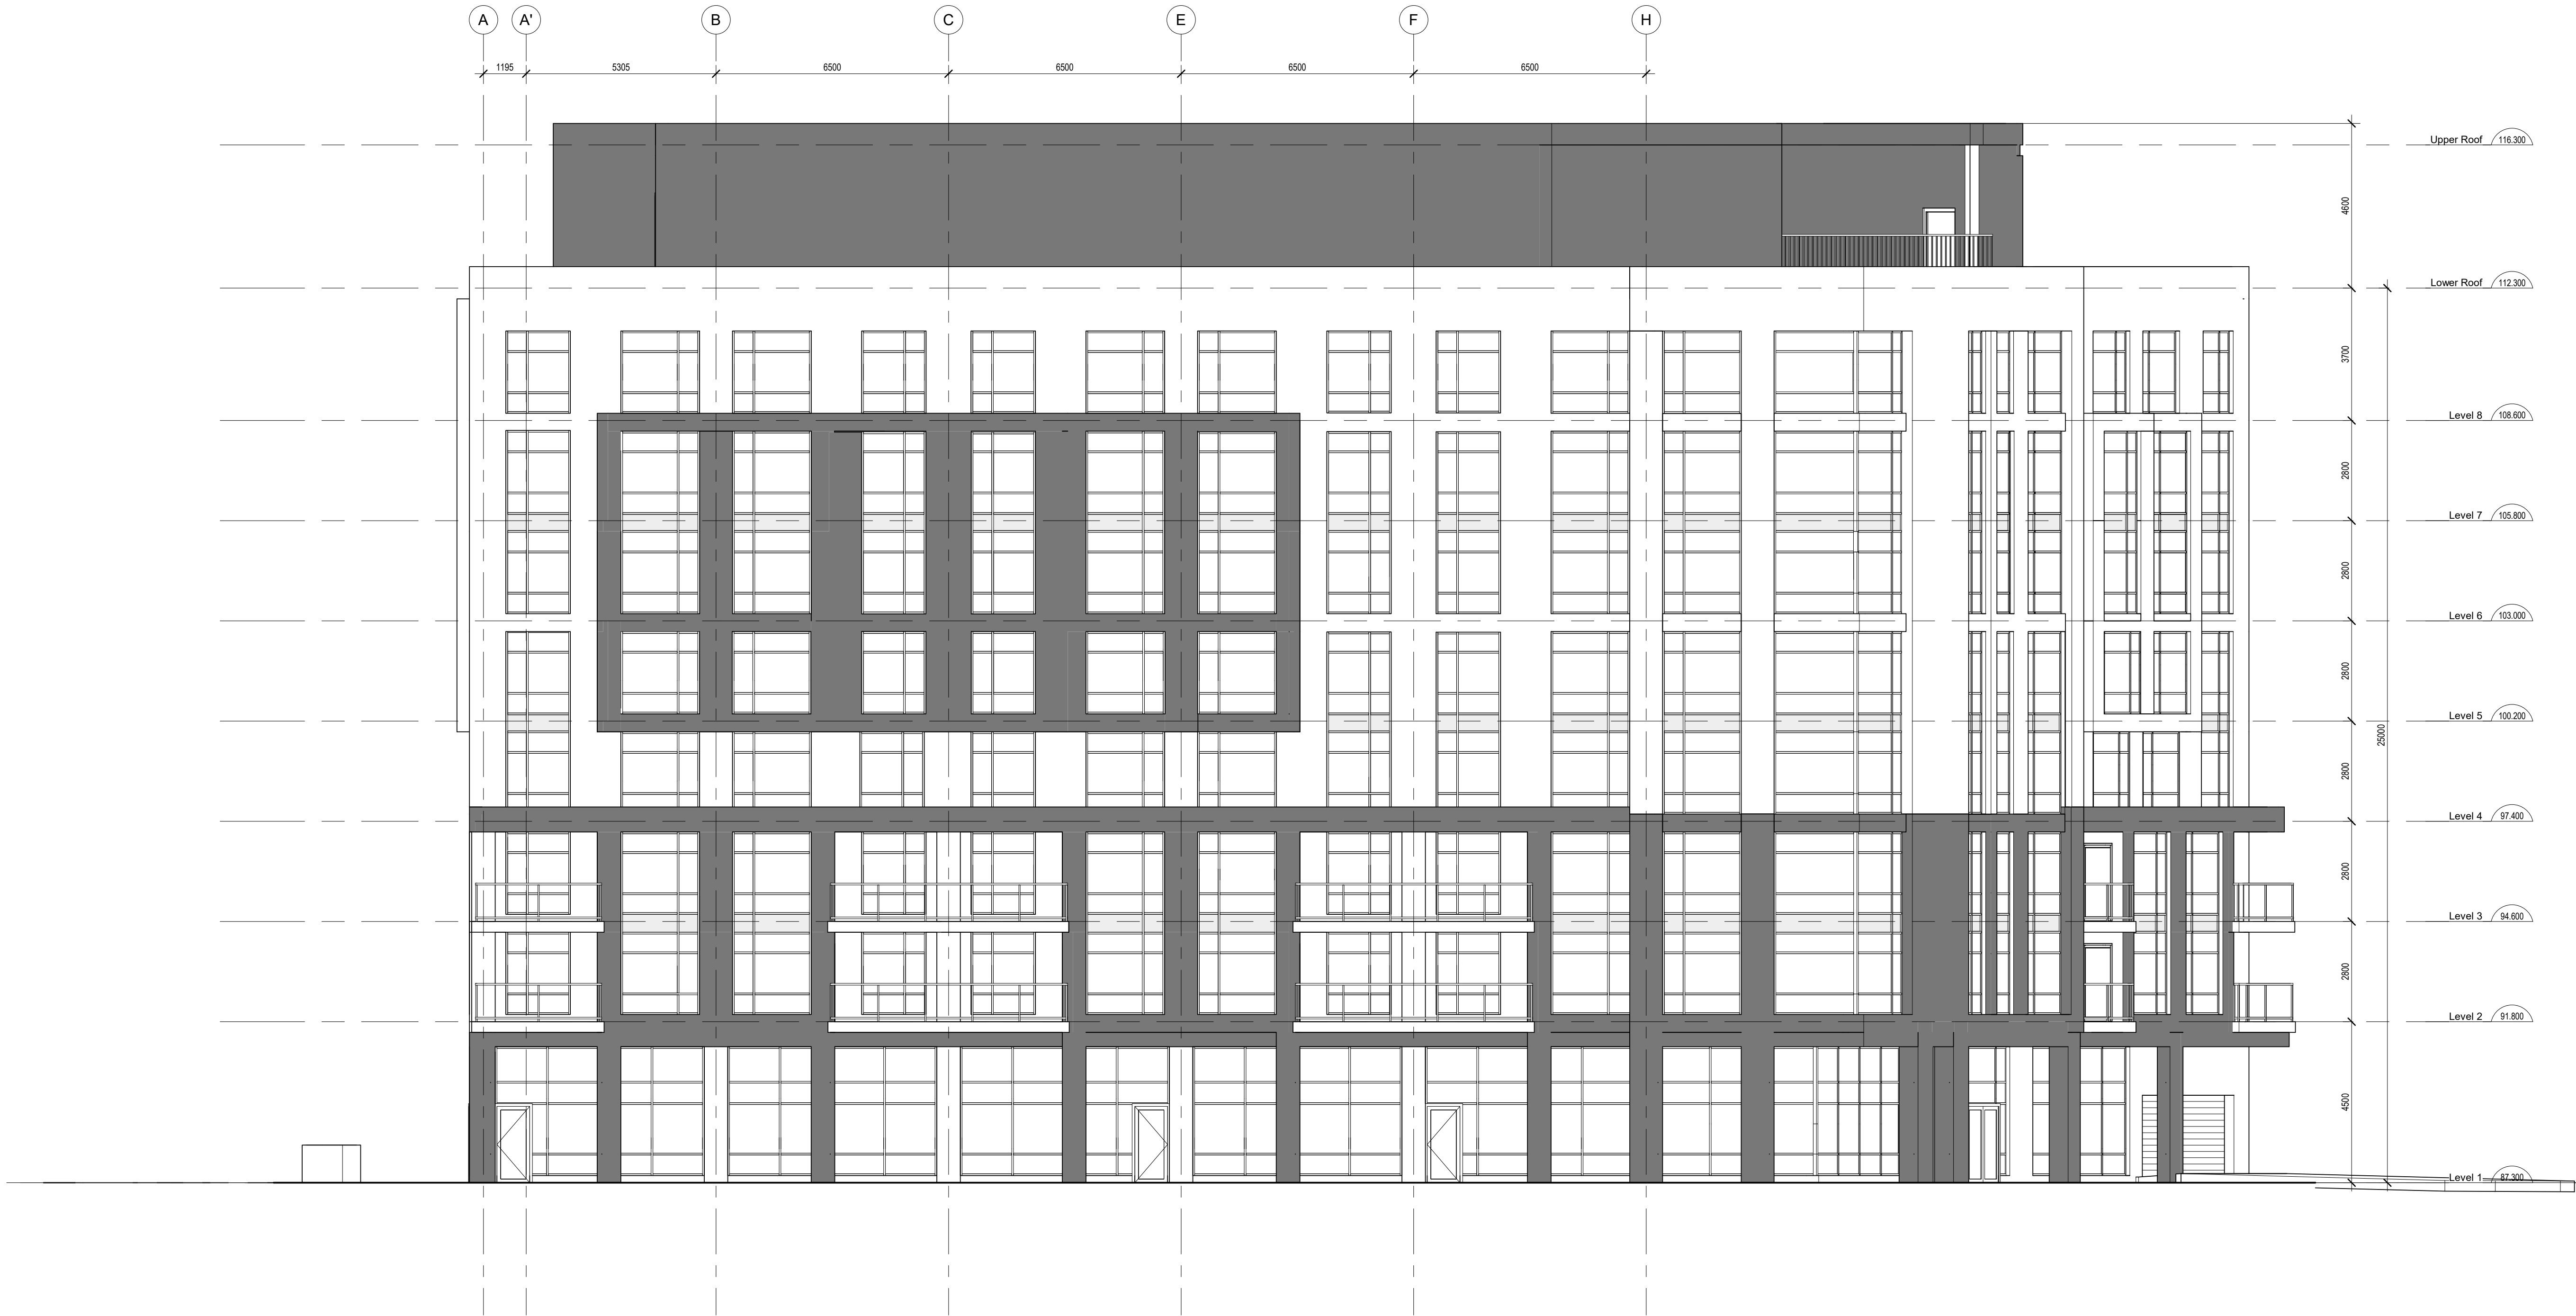 A A' B C E F H
1195 5305 6500 6500 6500 6500
Upper Roof 116.300
4600
Lower Roof 112.300
3700
Level 8 108.600
2800
Level 7 105.800
2800
Level 6 103.000
2800
Level 5 100.200
25000
2800
Level 4 97.400
2800
Level 3 94.600
2800
Level 2 91.800
4500
Level 1 87.300